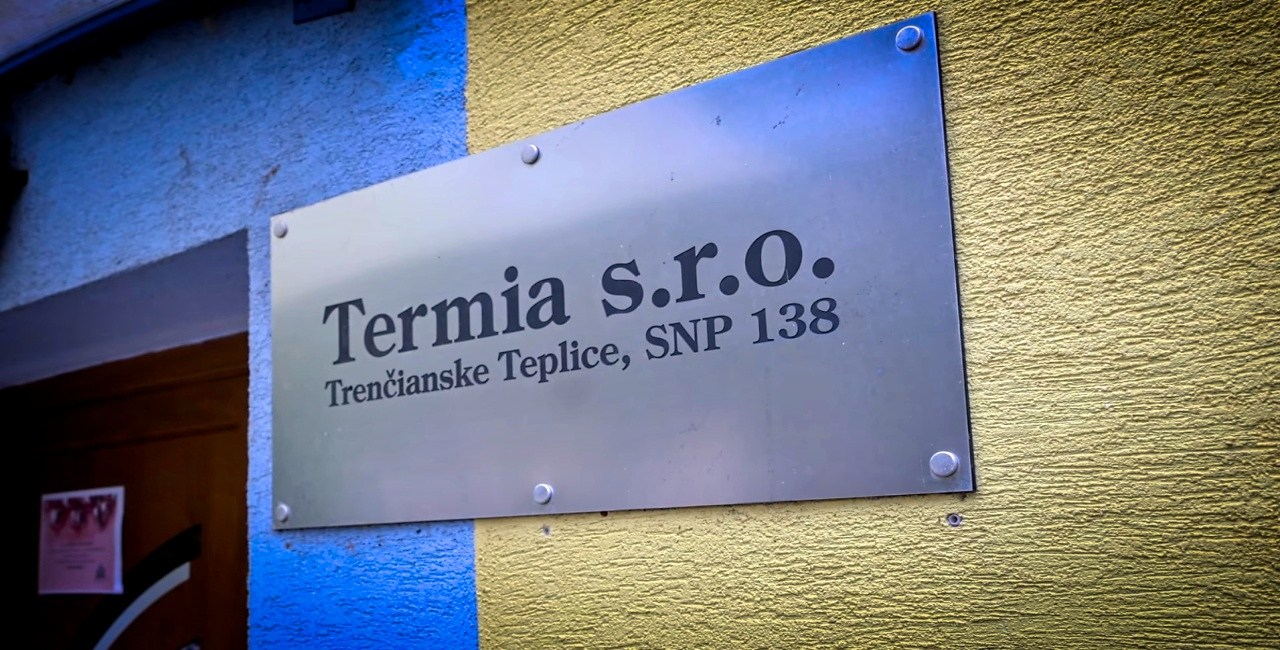 Termia s.r.o.
Trenčianske Teplice, SNP 138